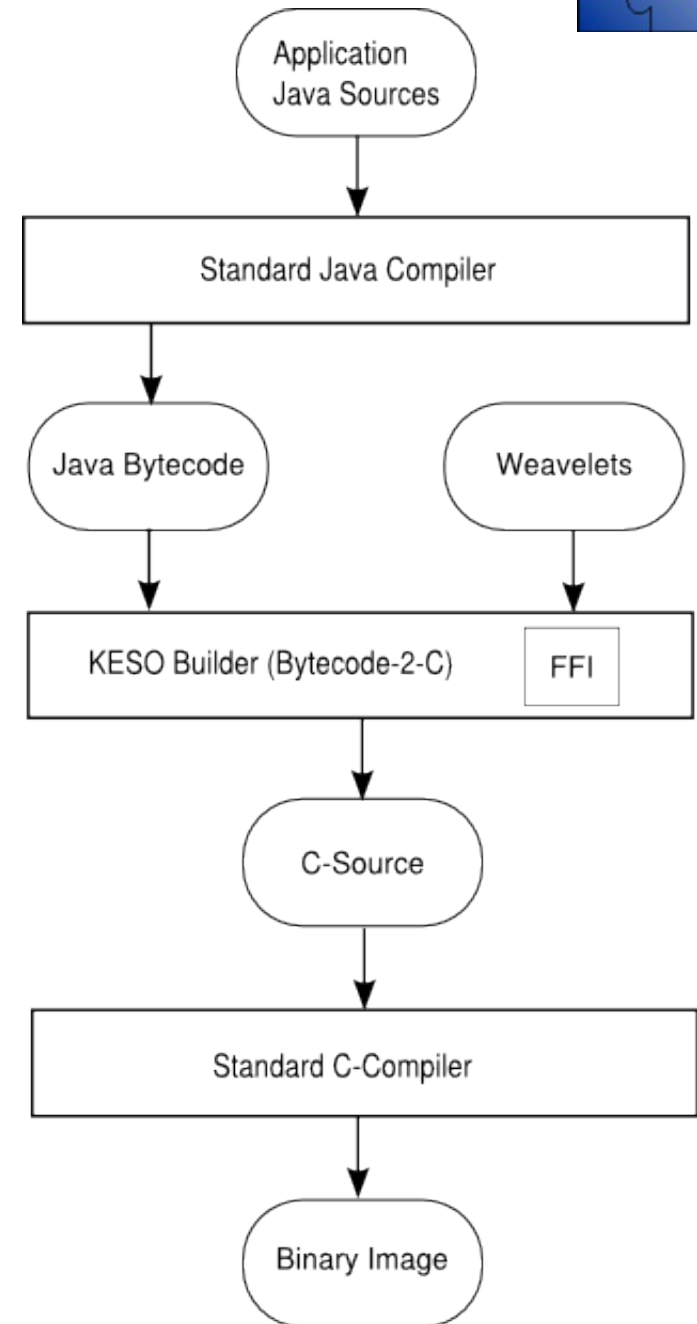 Application
Java Sources
Standard Java Compiler
Java Bytecode
Weavelets
KESO Builder (Bytecode-2-C)
FFI
C-Source
Standard C-Compiler
Binary Image